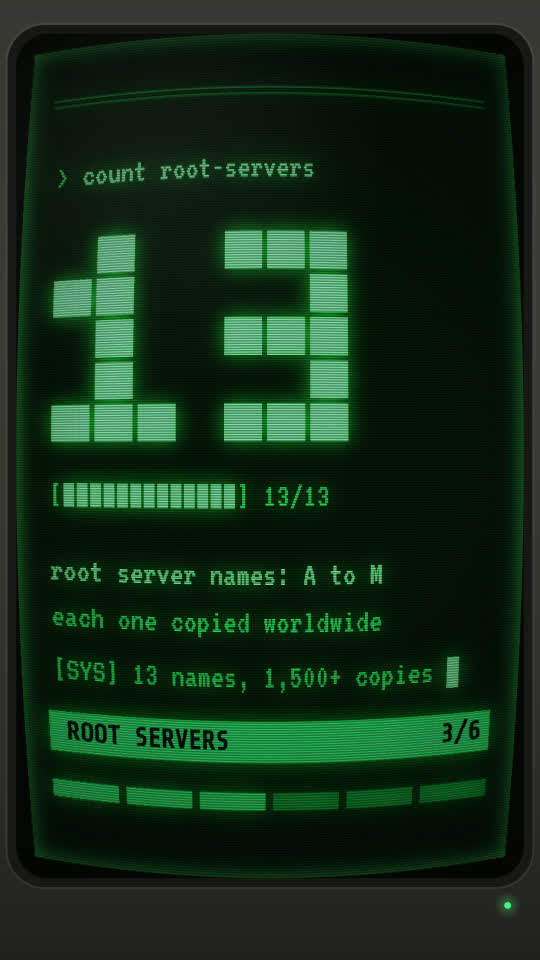 ❯ count root-servers
13
[█████████████] 13/13
root server names: A to M
each one copied worldwide
[SYS] 13 names, 1,500+ copies
ROOT SERVERS 3/6